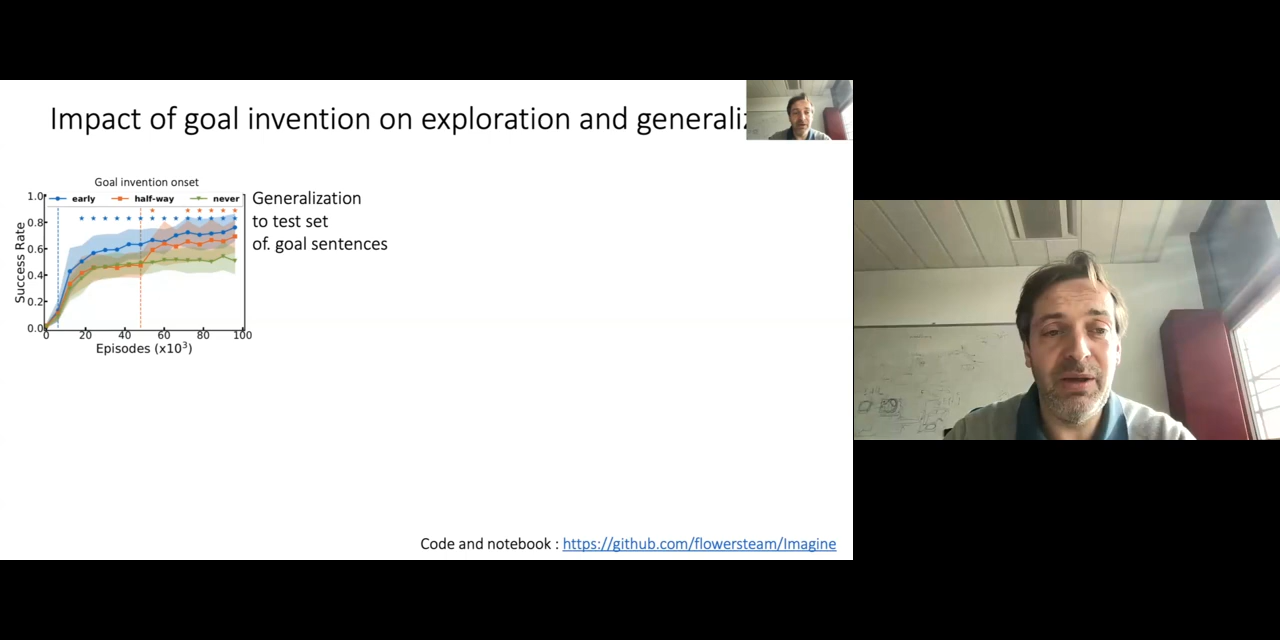 Impact of goal invention on exploration and generali
Goal invention onset
early half-way never
1.0
0.8
0.6
0.4
0.2
0.0
Success Rate
0 20 40 60 80 100
Episodes (x10³)
Generalization
to test set
of. goal sentences
Code and notebook : https://github.com/flowersteam/Imagine